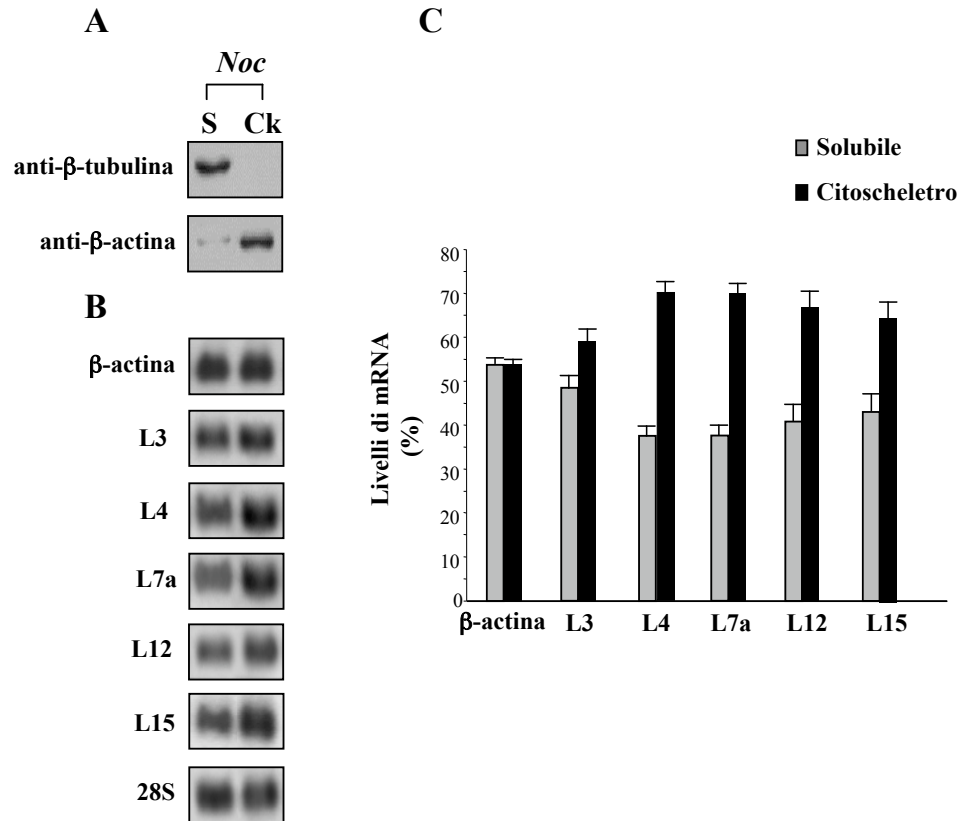 A
Noc
S Ck
anti-β-tubulina
anti-β-actina
B
β-actina
L3
L4
L7a
L12
L15
28S
C
Solubile
Citoscheletro
Livelli di mRNA
(%)
80
70
60
50
40
30
20
10
0
β-actina L3 L4 L7a L12 L15